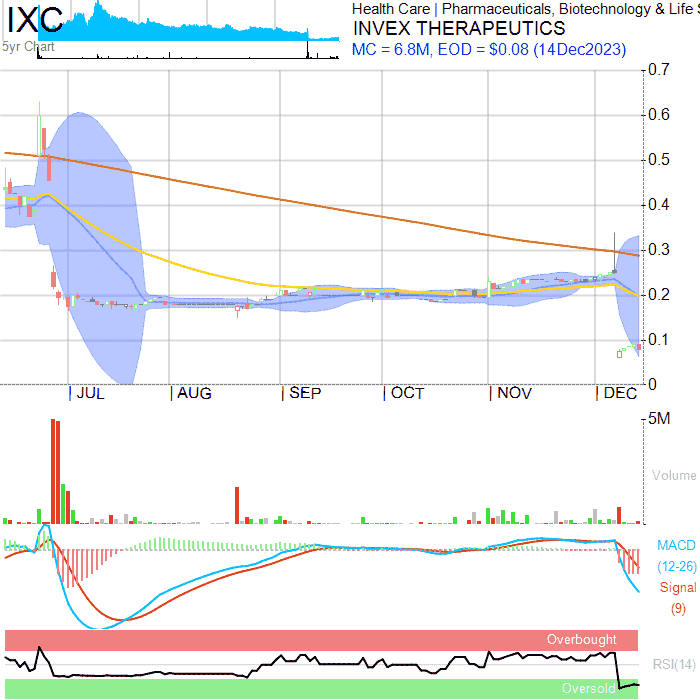 IXC
5yr Chart
Health Care | Pharmaceuticals, Biotechnology & Life S
INVEX THERAPEUTICS
MC = 6.8M, EOD = $0.08 (14Dec2023)
0.7
0.6
0.5
0.4
0.3
0.2
0.1
0
JUL AUG SEP OCT NOV DEC
5M
Volume
MACD
(12-26)
Signal
(9)
Overbought
RSI(14)
Oversold